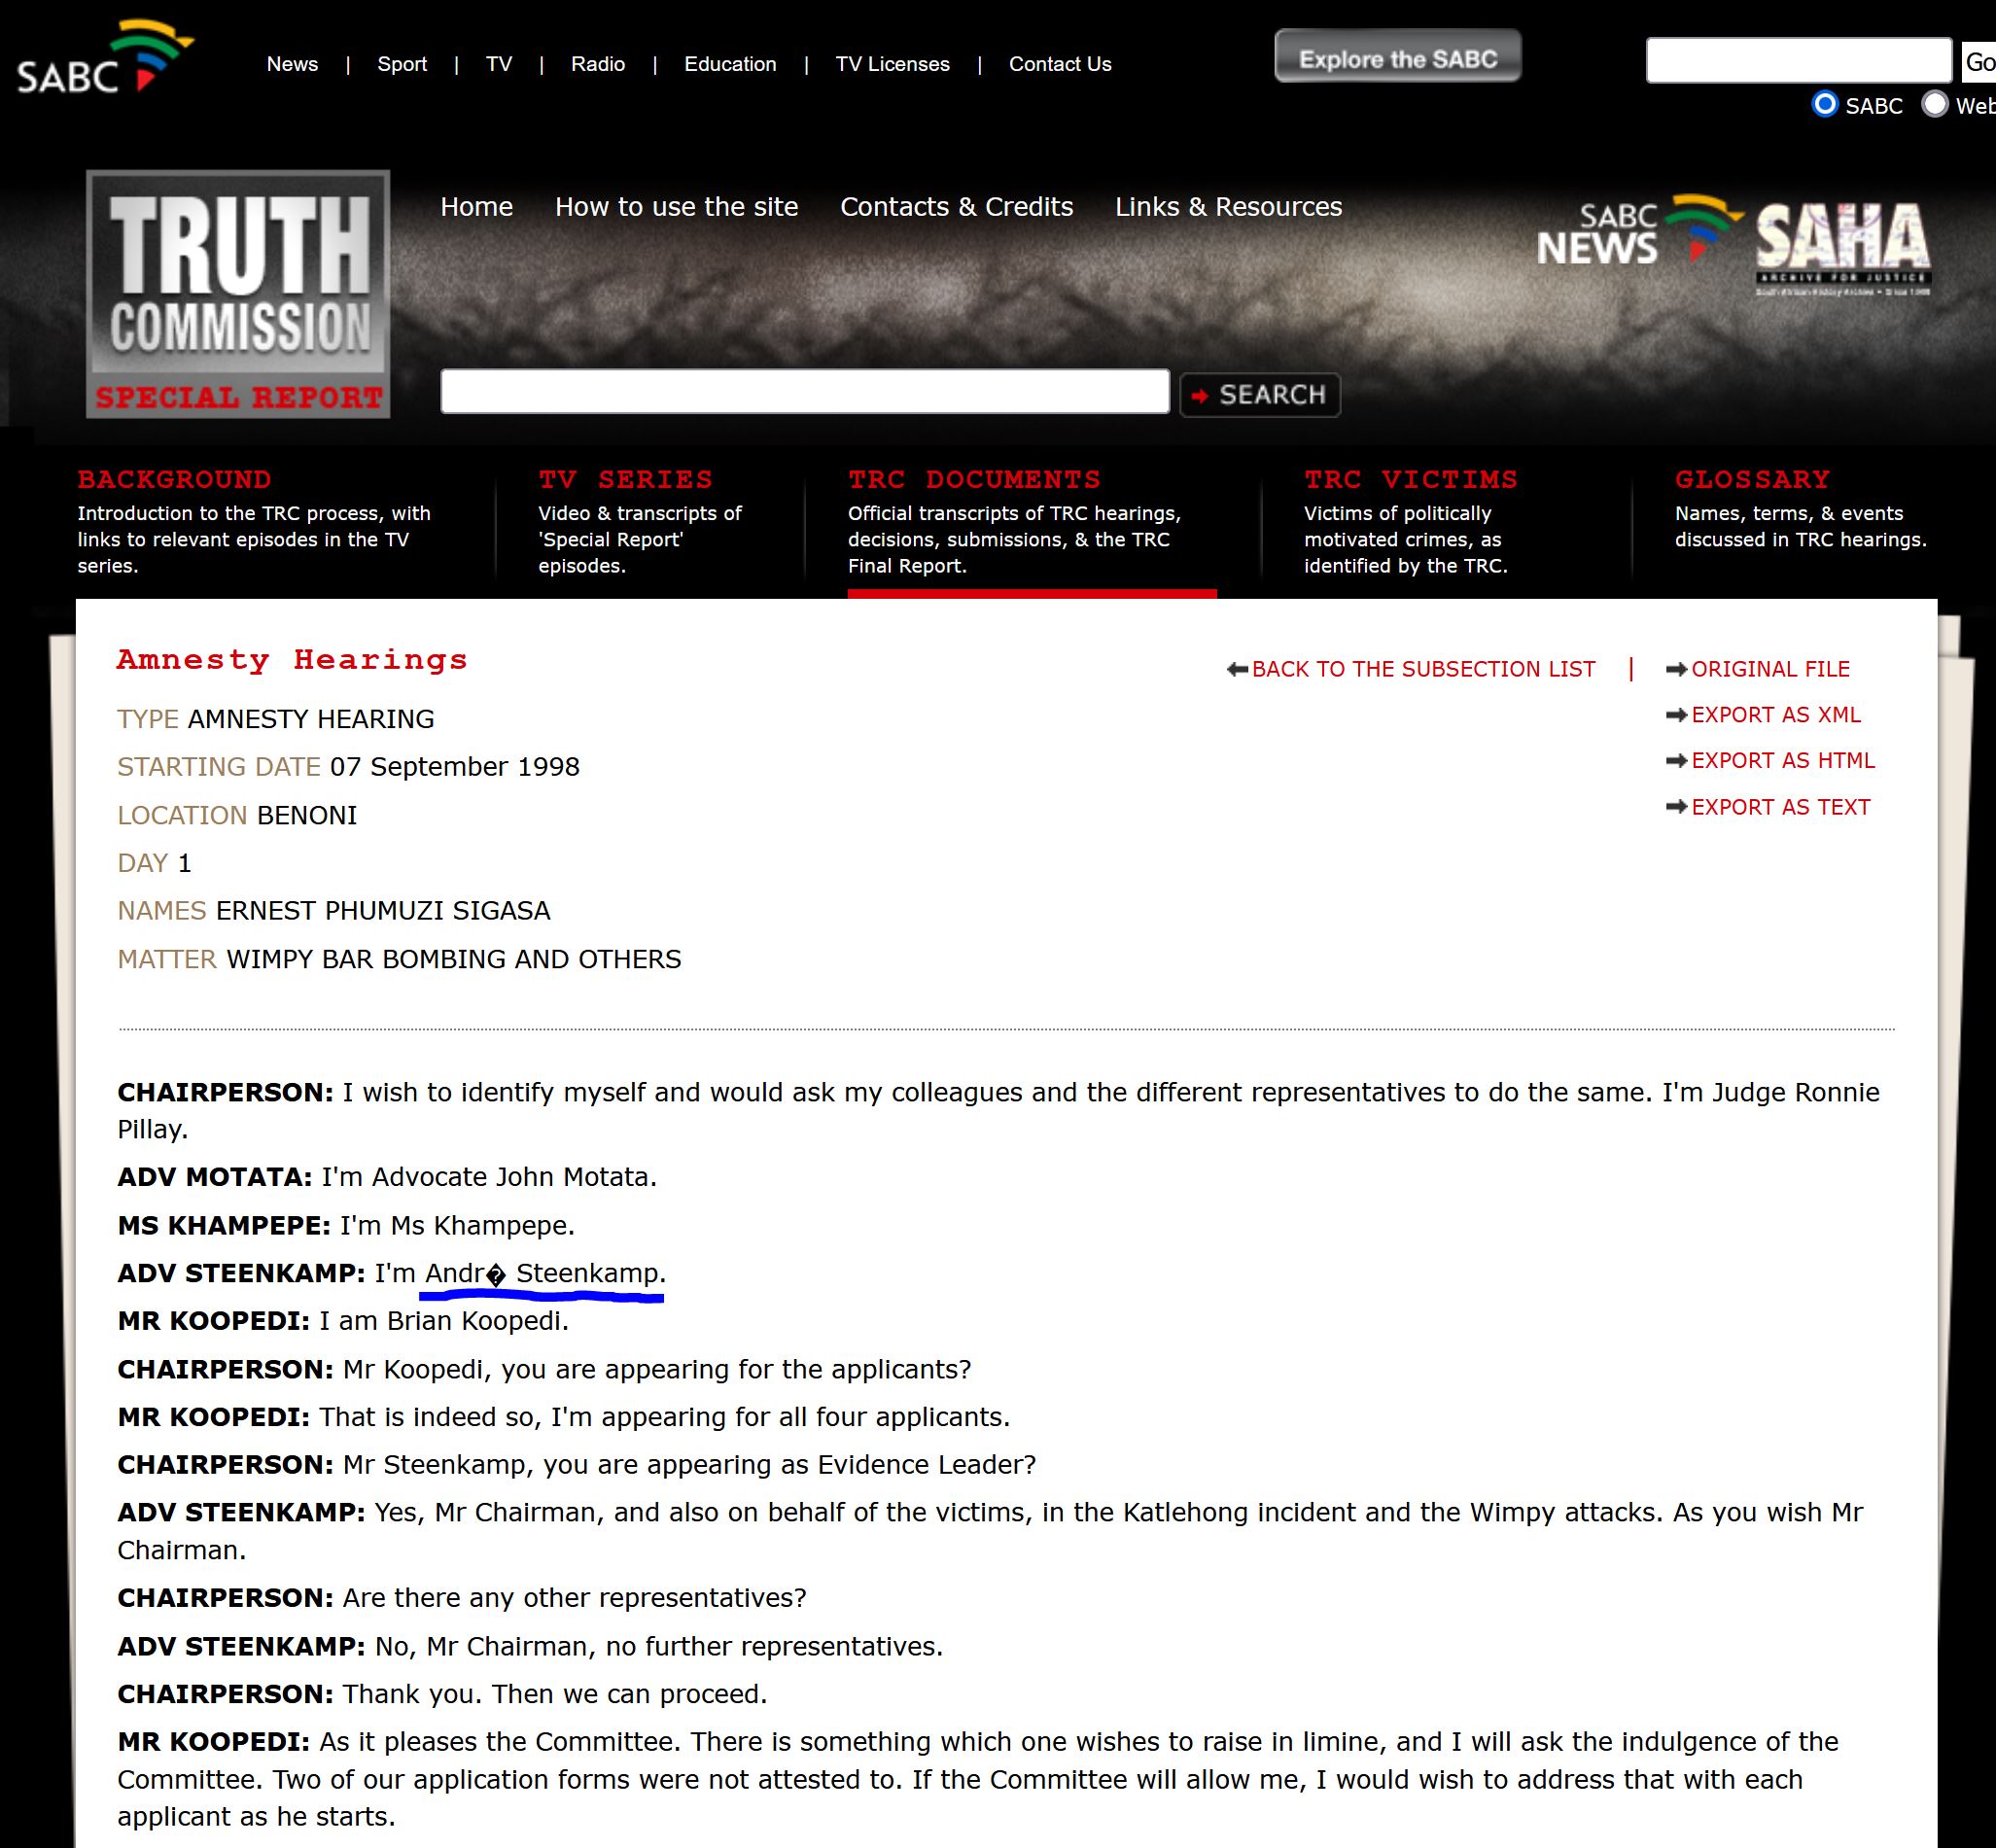 SABC
News | Sport | TV | Radio | Education | TV Licenses | Contact Us
Explore the SABC
Go
SABC Web
TRUTH
COMMISSION
SPECIAL REPORT
Home How to use the site Contacts & Credits Links & Resources
SABC
NEWS
SAHA
ARCHIVE FOR JUSTICE
SEARCH
BACKGROUND
Introduction to the TRC process, with
links to relevant episodes in the TV
series.
TV SERIES
Video & transcripts of
'Special Report'
episodes.
TRC DOCUMENTS
Official transcripts of TRC hearings,
decisions, submissions, & the TRC
Final Report.
TRC VICTIMS
Victims of politically
motivated crimes, as
identified by the TRC.
GLOSSARY
Names, terms, & events
discussed in TRC hearings.
Amnesty Hearings
BACK TO THE SUBSECTION LIST | ORIGINAL FILE
EXPORT AS XML
EXPORT AS HTML
EXPORT AS TEXT
TYPE AMNESTY HEARING
STARTING DATE 07 September 1998
LOCATION BENONI
DAY 1
NAMES ERNEST PHUMUZI SIGASA
MATTER WIMPY BAR BOMBING AND OTHERS
CHAIRPERSON: I wish to identify myself and would ask my colleagues and the different representatives to do the same. I'm Judge Ronnie
Pillay.
ADV MOTATA: I'm Advocate John Motata.
MS KHAMPEPE: I'm Ms Khampepe.
ADV STEENKAMP: I'm Andr� Steenkamp.
MR KOOPEDI: I am Brian Koopedi.
CHAIRPERSON: Mr Koopedi, you are appearing for the applicants?
MR KOOPEDI: That is indeed so, I'm appearing for all four applicants.
CHAIRPERSON: Mr Steenkamp, you are appearing as Evidence Leader?
ADV STEENKAMP: Yes, Mr Chairman, and also on behalf of the victims, in the Katlehong incident and the Wimpy attacks. As you wish Mr
Chairman.
CHAIRPERSON: Are there any other representatives?
ADV STEENKAMP: No, Mr Chairman, no further representatives.
CHAIRPERSON: Thank you. Then we can proceed.
MR KOOPEDI: As it pleases the Committee. There is something which one wishes to raise in limine, and I will ask the indulgence of the
Committee. Two of our application forms were not attested to. If the Committee will allow me, I would wish to address that with each
applicant as he starts.